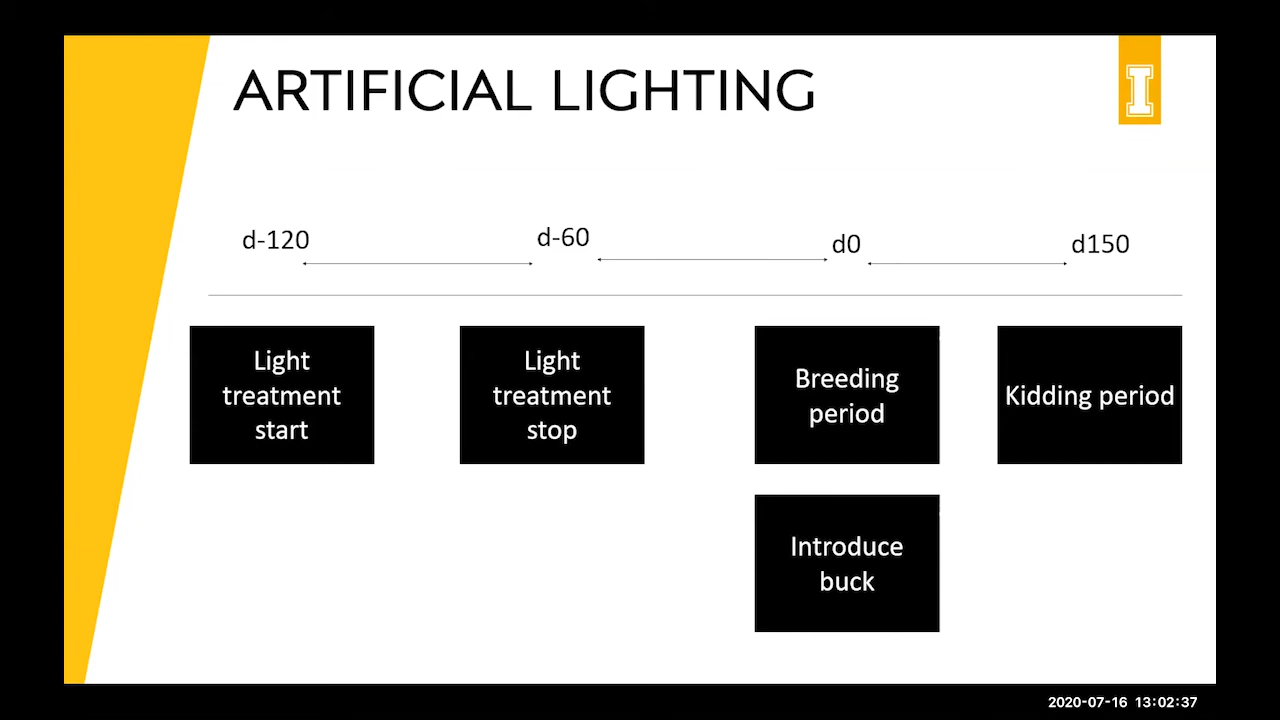 ARTIFICIAL LIGHTING
I
d-120
d-60
d0
d150
Light
treatment
start
Light
treatment
stop
Breeding
period
Kidding period
Introduce
buck
2020-07-16 13:02:37